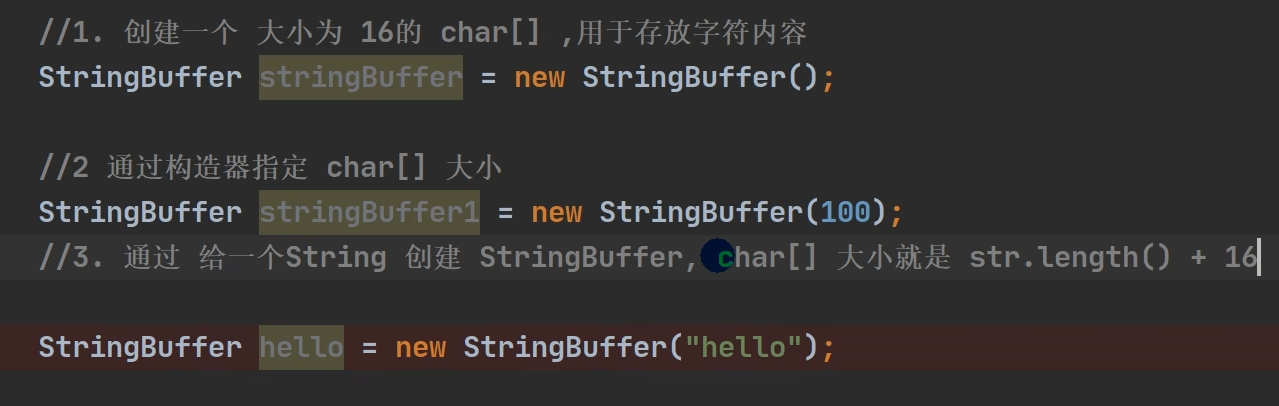 //1. 创建一个 大小为 16的 char[] ,用于存放字符内容
StringBuffer stringBuffer = new StringBuffer();
//2 通过构造器指定 char[] 大小
StringBuffer stringBuffer1 = new StringBuffer(100);
//3. 通过 给一个String 创建 StringBuffer, char[] 大小就是 str.length() + 16
StringBuffer hello = new StringBuffer("hello");